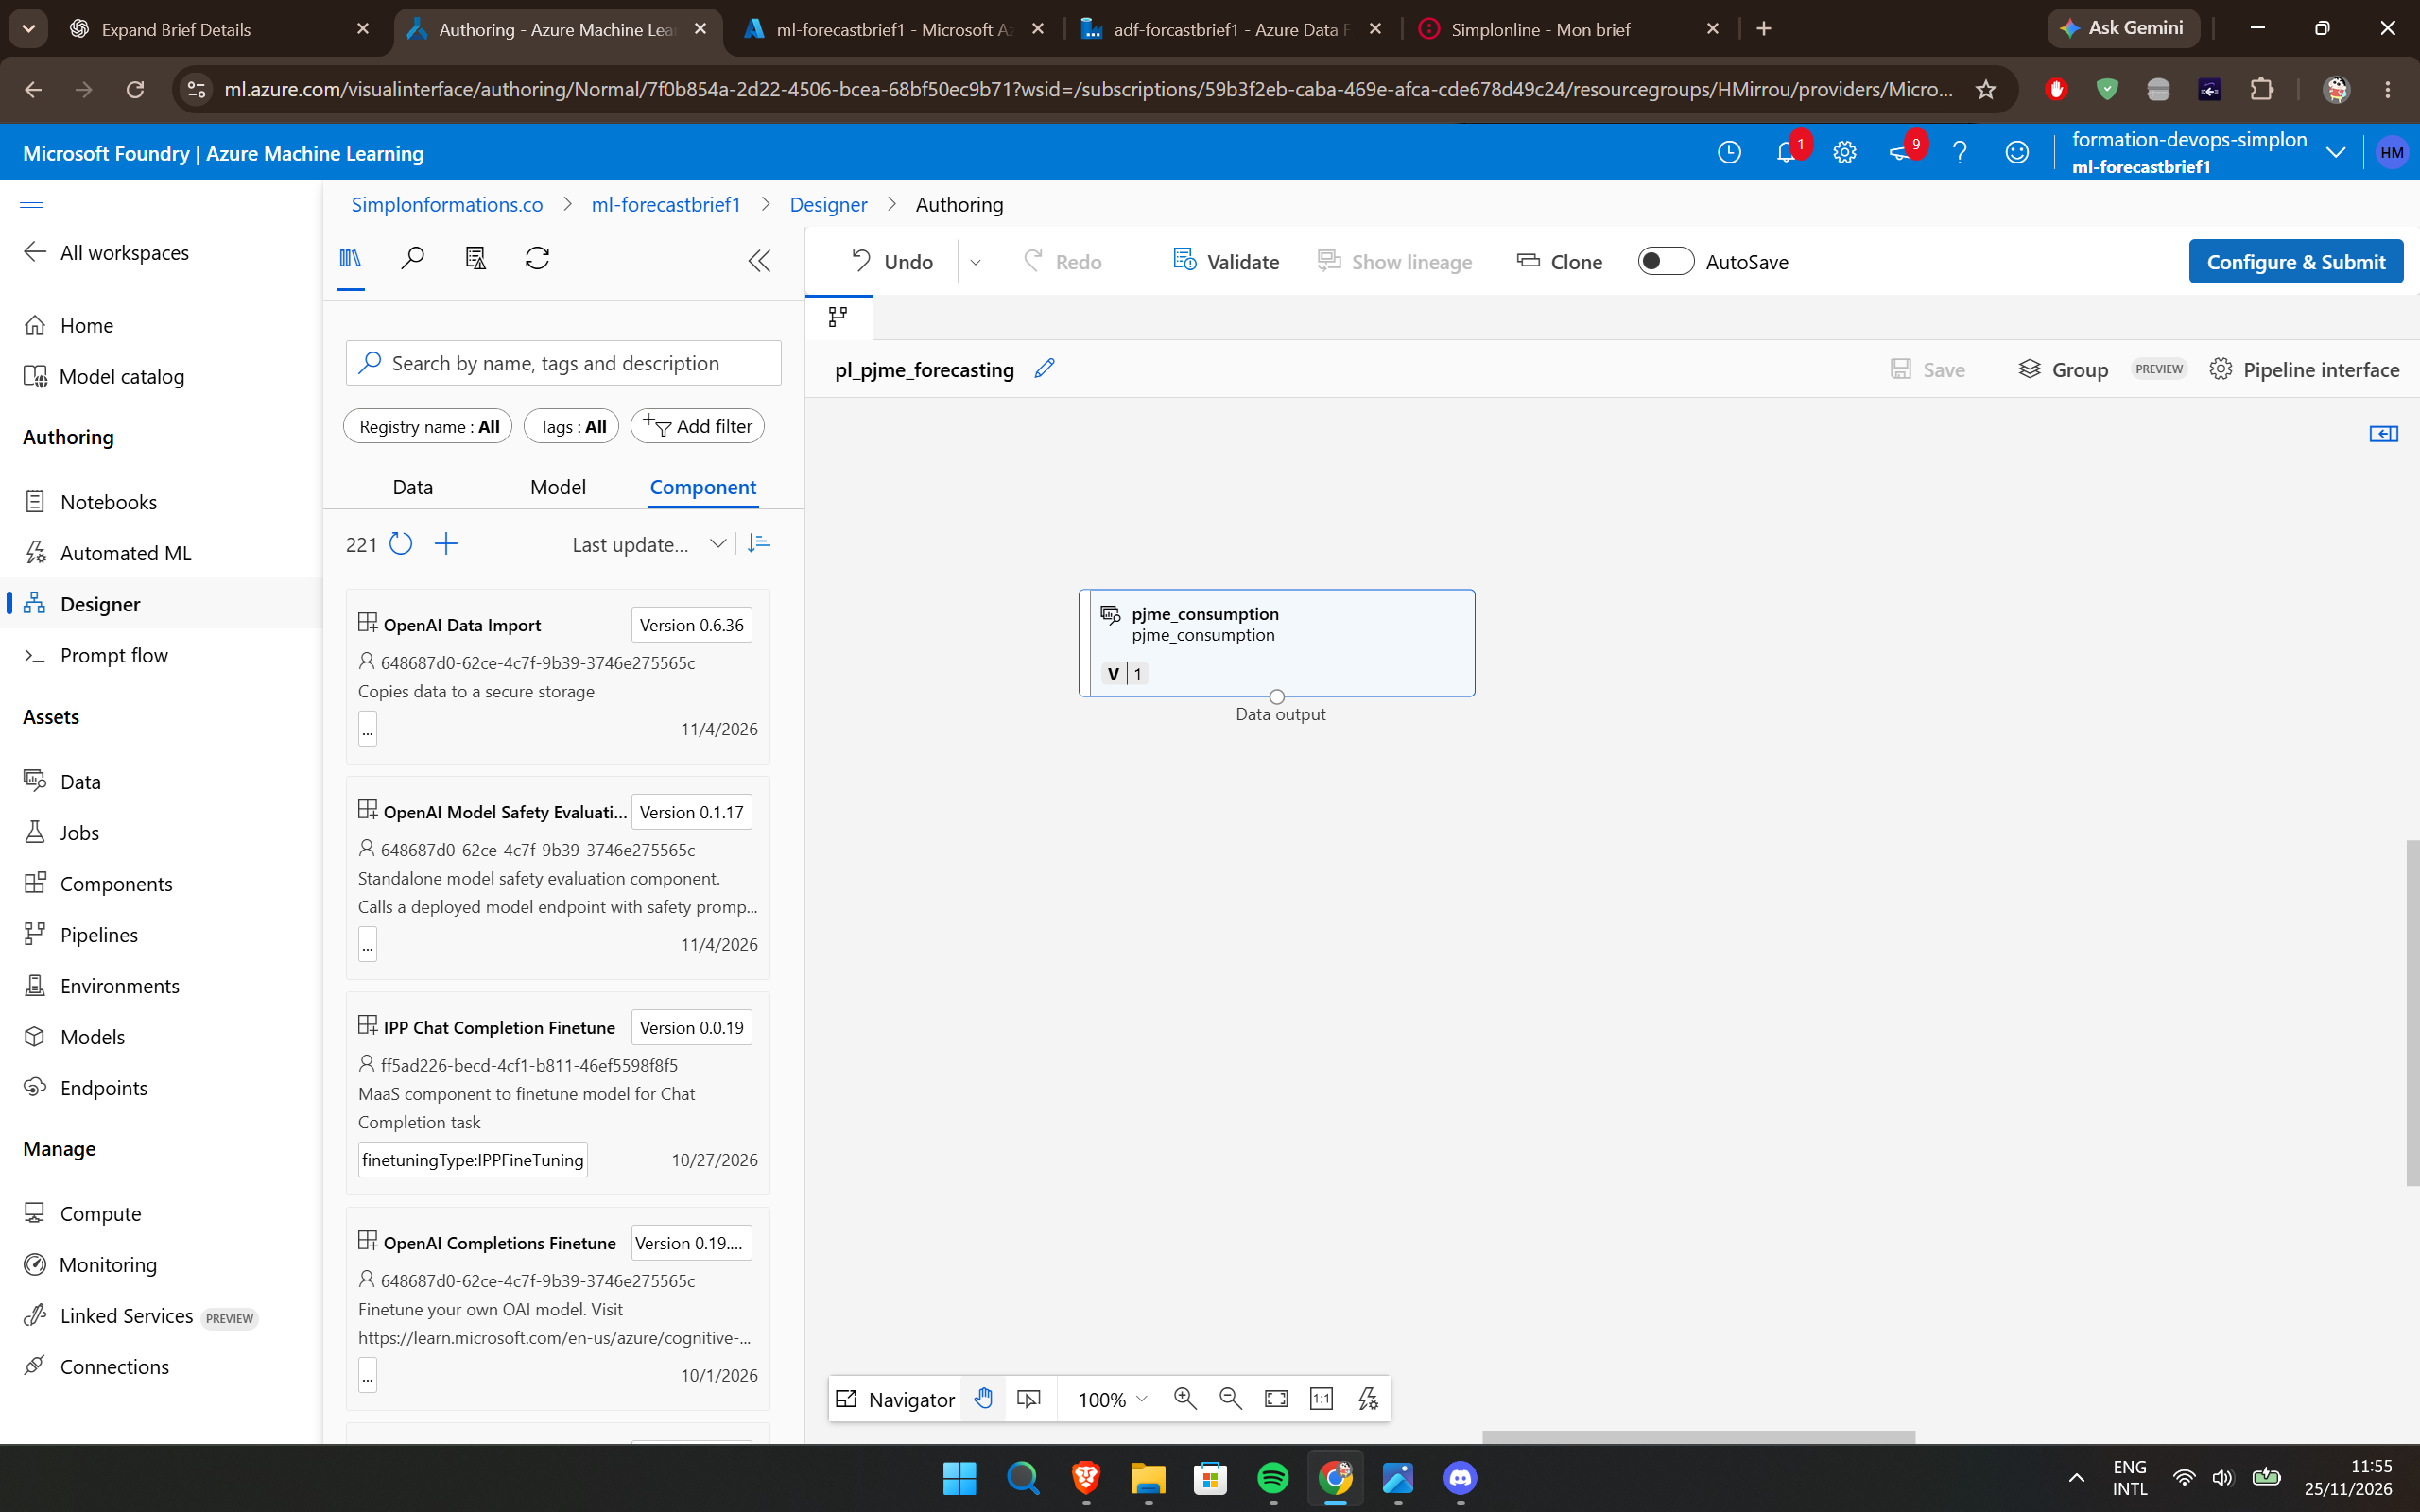 Expand Brief Details
Authoring - Azure Machine Lea
ml-forecastbrief1 - Microsoft Az
adf-forcastbrief1 - Azure Data F
Simplonline - Mon brief
Ask Gemini
ml.azure.com/visualinterface/authoring/Normal/7f0b854a-2d22-4506-bcea-68bf50ec9b71?wsid=/subscriptions/59b3f2eb-caba-469e-afca-cde678d49c24/resourcegroups/HMirrou/providers/Micro...
Microsoft Foundry | Azure Machine Learning
1
9
formation-devops-simplon
ml-forecastbrief1
HM
All workspaces
Home
Model catalog
Authoring
Notebooks
Automated ML
Designer
Prompt flow
Assets
Data
Jobs
Components
Pipelines
Environments
Models
Endpoints
Manage
Compute
Monitoring
Linked Services PREVIEW
Connections
Simplonformations.co > ml-forecastbrief1 > Designer > Authoring
Search by name, tags and description
Registry name : All
Tags : All
Add filter
Data
Model
Component
221
Last update...
OpenAI Data Import
Version 0.6.36
648687d0-62ce-4c7f-9b39-3746e275565c
Copies data to a secure storage
...
11/4/2026
OpenAI Model Safety Evaluati...
Version 0.1.17
648687d0-62ce-4c7f-9b39-3746e275565c
Standalone model safety evaluation component.
Calls a deployed model endpoint with safety promp...
...
11/4/2026
IPP Chat Completion Finetune
Version 0.0.19
ff5ad226-becd-4cf1-b811-46ef5598f8f5
MaaS component to finetune model for Chat
Completion task
finetuningType:IPPFineTuning
10/27/2026
OpenAI Completions Finetune
Version 0.19....
648687d0-62ce-4c7f-9b39-3746e275565c
Finetune your own OAI model. Visit
https://learn.microsoft.com/en-us/azure/cognitive-...
...
10/1/2026
Undo
Redo
Validate
Show lineage
Clone
AutoSave
Configure & Submit
pl_pjme_forecasting
Save
Group
PREVIEW
Pipeline interface
pjme_consumption
pjme_consumption
V | 1
Data output
Navigator
100%
1:1
ENG
INTL
11:55
25/11/2026